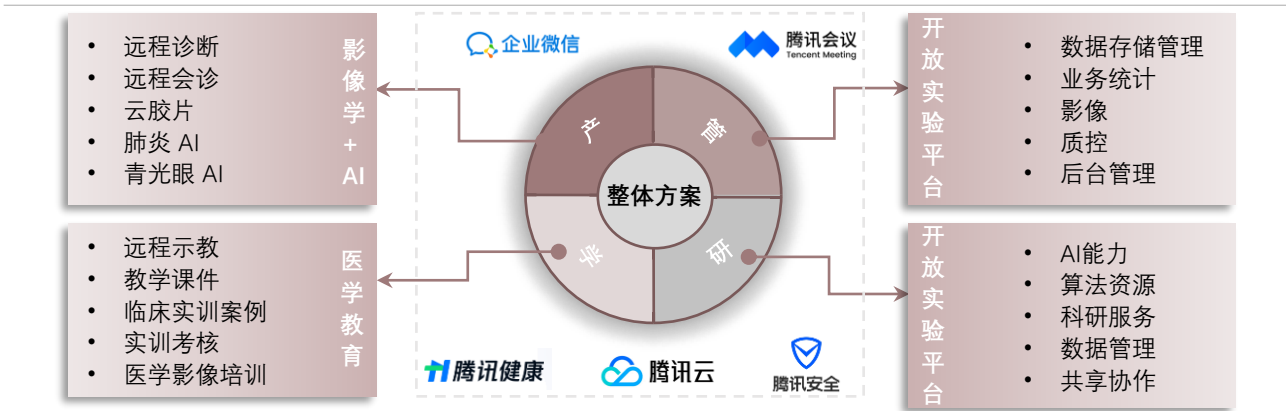 • 远程诊断
• 远程会诊
• 云胶片
• 肺炎 AI
• 青光眼 AI
影
像
学
+
AI
企业微信
腾讯会议
Tencent Meeting
开
放
实
验
平
台
• 数据存储管理
• 业务统计
• 影像
• 质控
• 后台管理
产
管
整体方案
学
研
• 远程示教
• 教学课件
• 临床实训案例
• 实训考核
• 医学影像培训
医
学
教
育
开
放
实
验
平
台
• AI能力
• 算法资源
• 科研服务
• 数据管理
• 共享协作
腾讯健康
腾讯云
腾讯安全